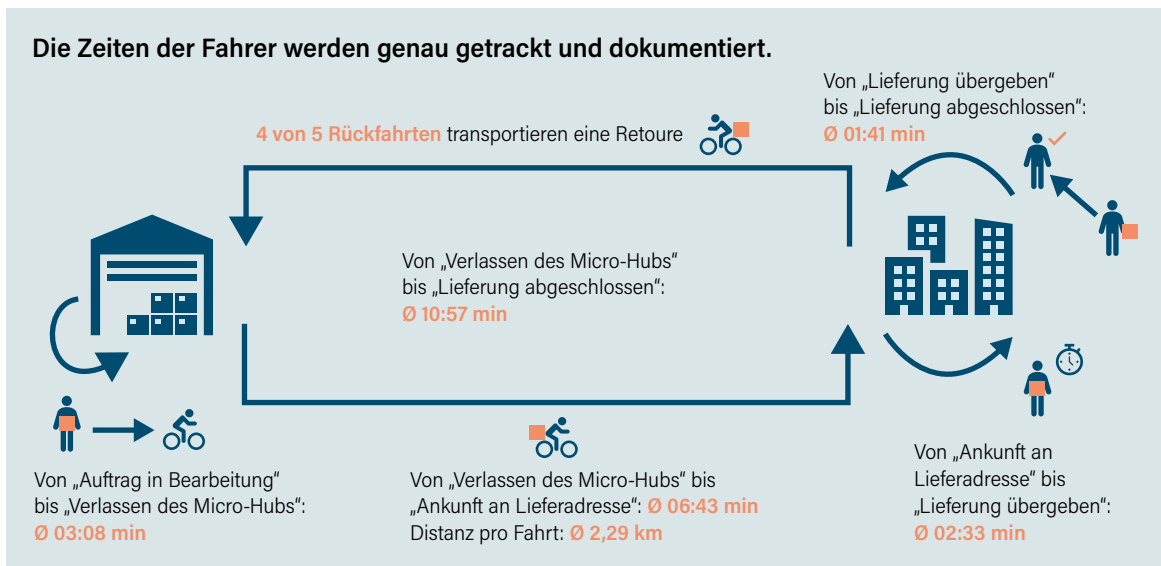 Die Zeiten der Fahrer werden genau getrackt und dokumentiert.
4 von 5 Rückfahrten transportieren eine Retoure
Von „Lieferung übergeben“
bis „Lieferung abgeschlossen“:
Ø 01:41 min
Von „Verlassen des Micro-Hubs“
bis „Lieferung abgeschlossen“:
Ø 10:57 min
Von „Auftrag in Bearbeitung“
bis „Verlassen des Micro-Hubs“:
Ø 03:08 min
Von „Verlassen des Micro-Hubs“ bis
„Ankunft an Lieferadresse“: Ø 06:43 min
Distanz pro Fahrt: Ø 2,29 km
Von „Ankunft an
Lieferadresse“ bis
„Lieferung übergeben“:
Ø 02:33 min